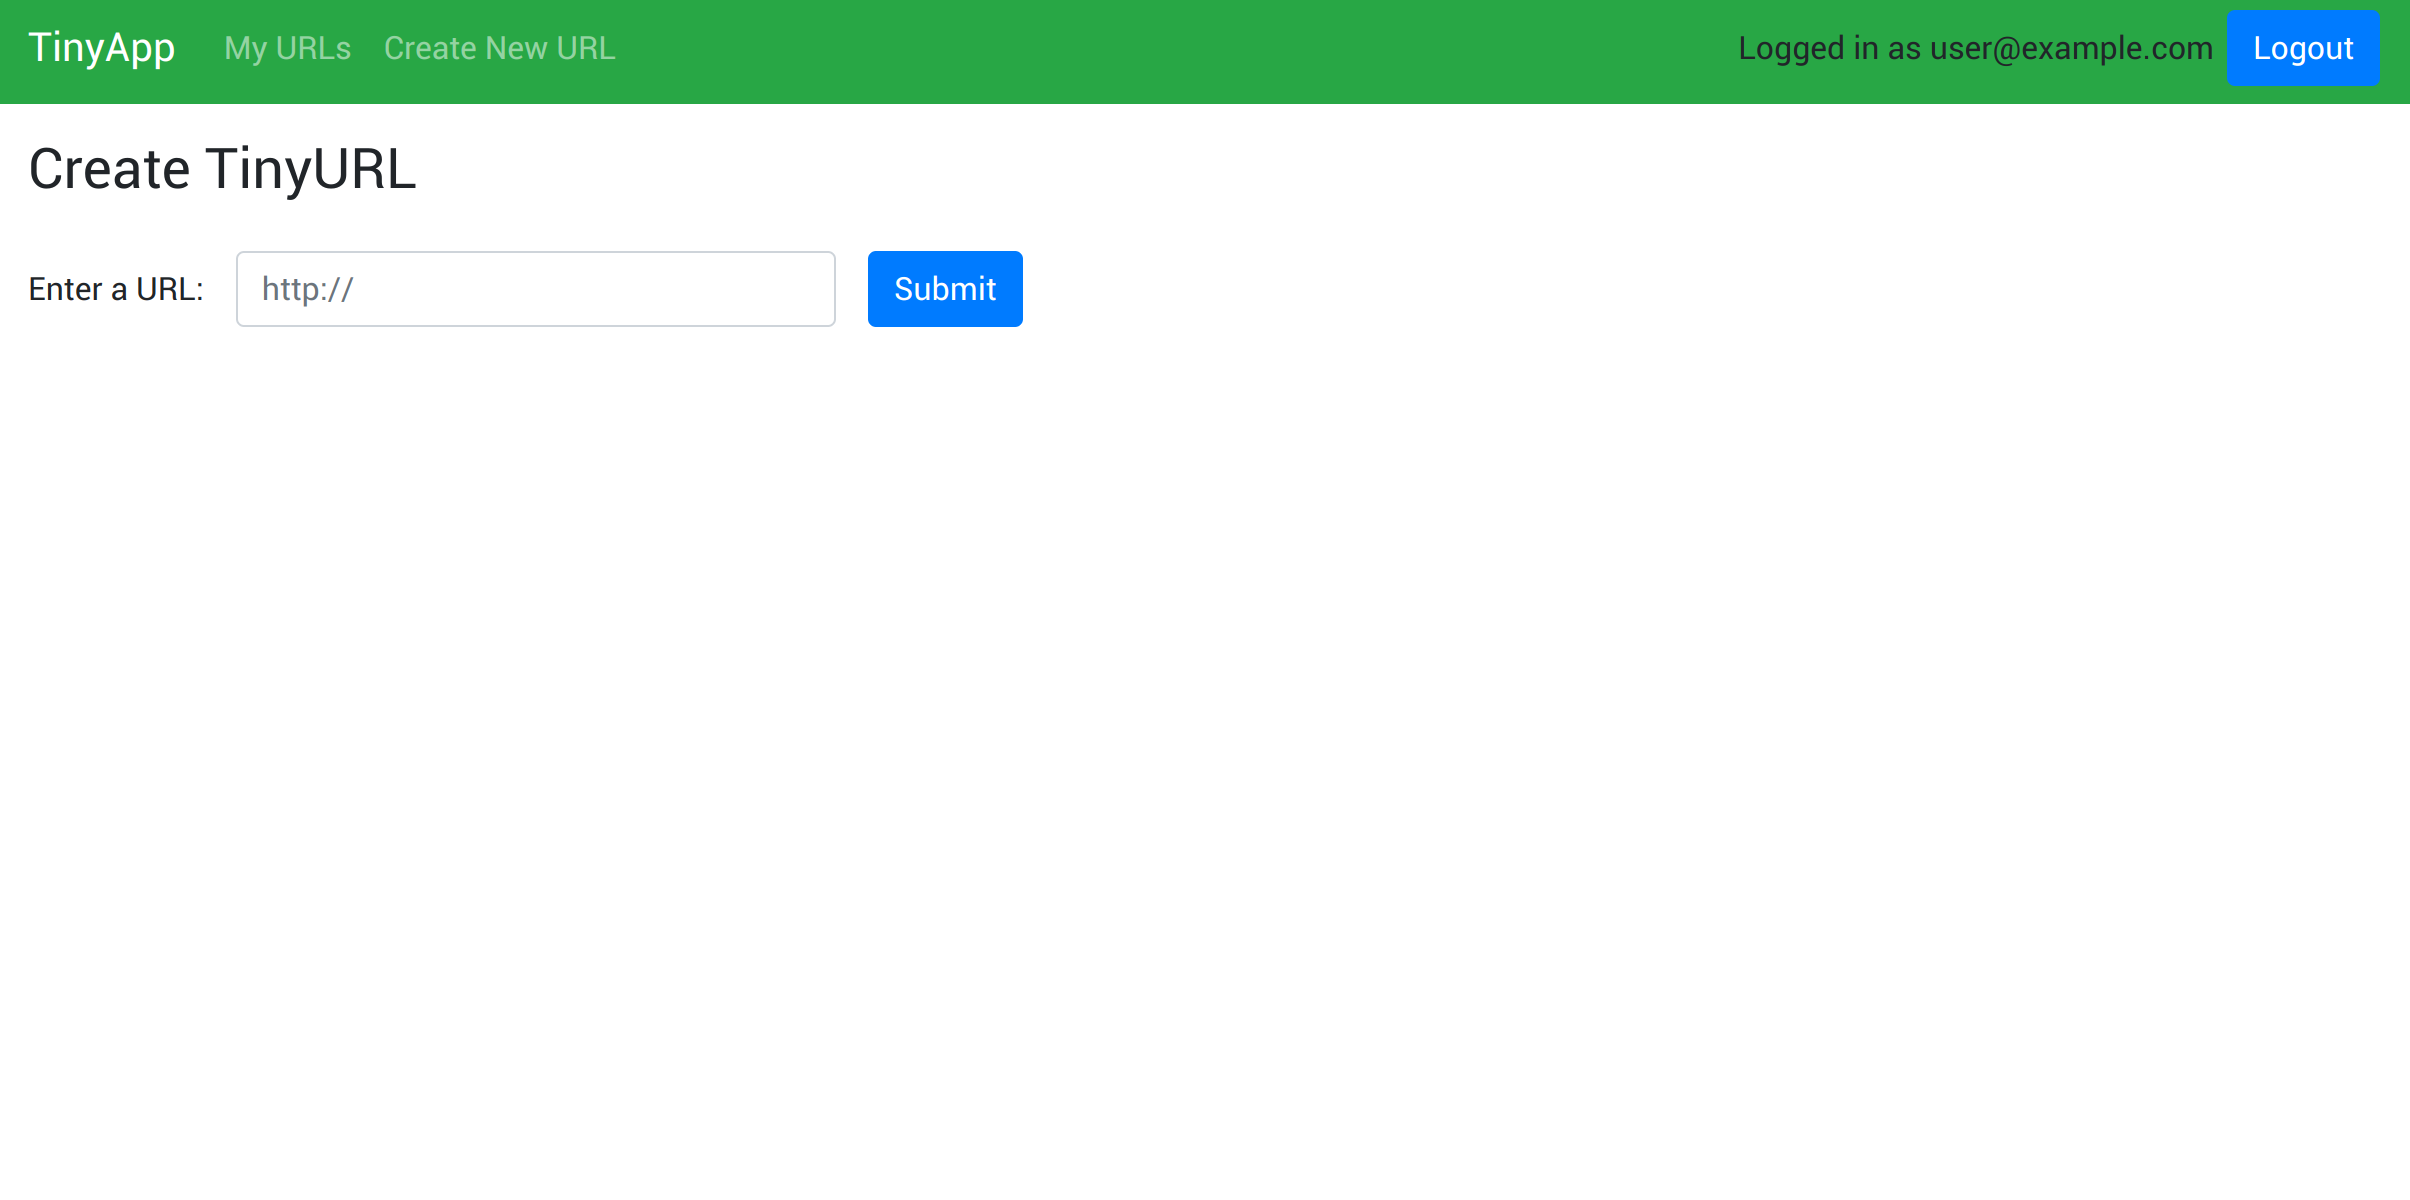 TinyApp My URLs Create New URL Logged in as user@example.com Logout
Create TinyURL
Enter a URL: http:// Submit